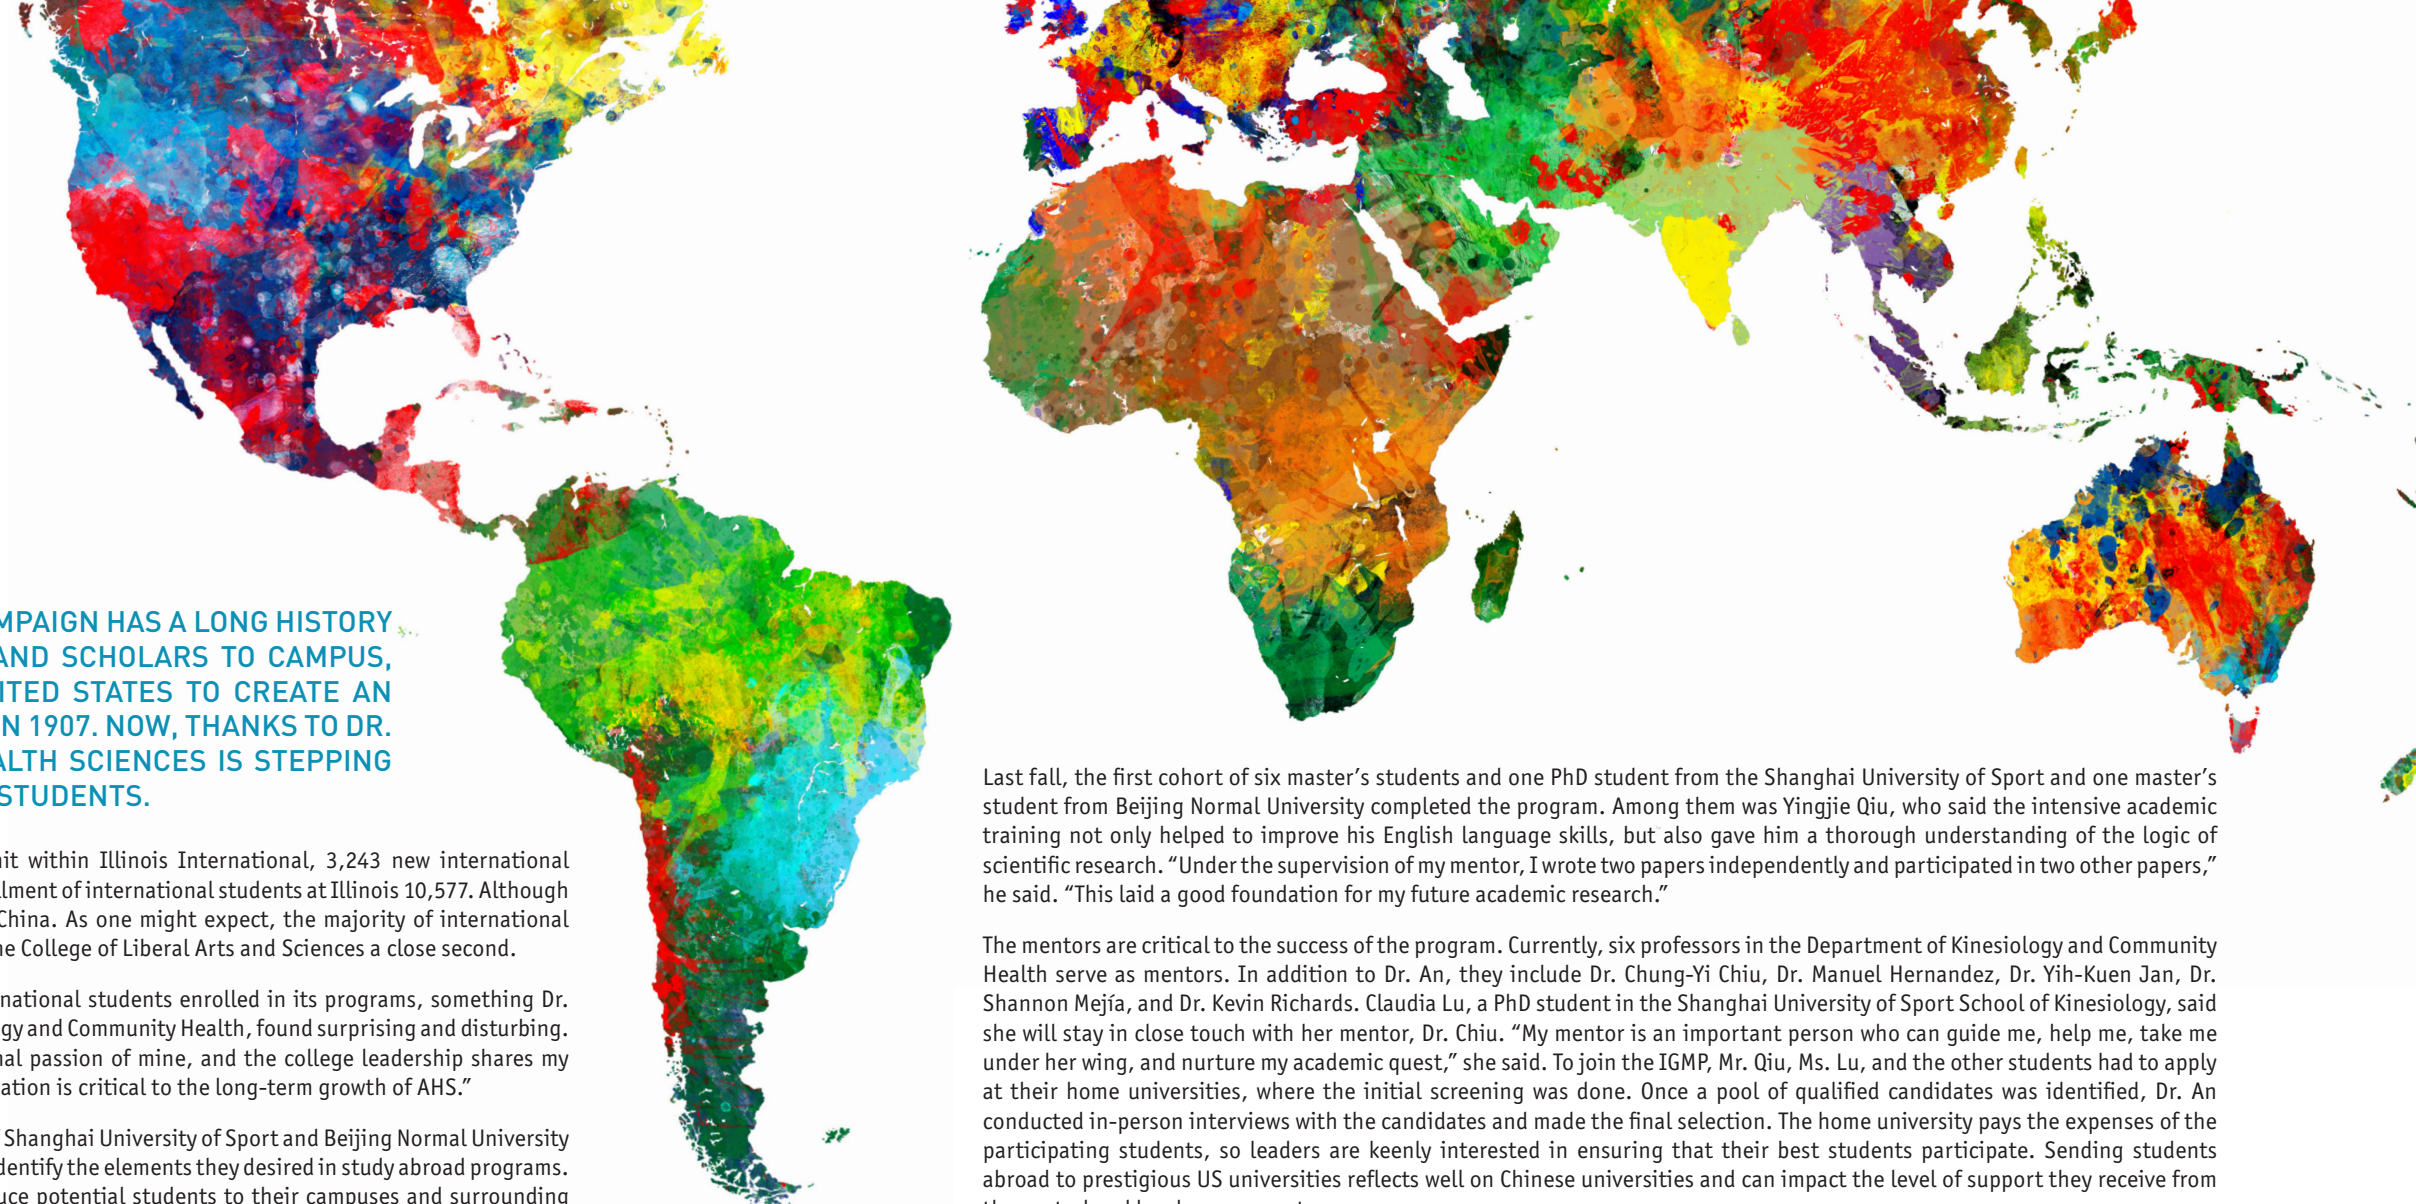 MPAIGN HAS A LONG HISTORY
AND SCHOLARS TO CAMPUS,
ITED STATES TO CREATE AN
N 1907. NOW, THANKS TO DR.
ALTH SCIENCES IS STEPPING
STUDENTS.
nit within Illinois International, 3,243 new international
llment of international students at Illinois 10,577. Although
China. As one might expect, the majority of international
he College of Liberal Arts and Sciences a close second.
national students enrolled in its programs, something Dr.
gy and Community Health, found surprising and disturbing.
nal passion of mine, and the college leadership shares my
ation is critical to the long-term growth of AHS.”
Shanghai University of Sport and Beijing Normal University
dentify the elements they desired in study abroad programs.
uce potential students to their campuses and surrounding
Last fall, the first cohort of six master’s students and one PhD student from the Shanghai University of Sport and one master’s
student from Beijing Normal University completed the program. Among them was Yingjie Qiu, who said the intensive academic
training not only helped to improve his English language skills, but also gave him a thorough understanding of the logic of
scientific research. “Under the supervision of my mentor, I wrote two papers independently and participated in two other papers,”
he said. “This laid a good foundation for my future academic research.”
The mentors are critical to the success of the program. Currently, six professors in the Department of Kinesiology and Community
Health serve as mentors. In addition to Dr. An, they include Dr. Chung-Yi Chiu, Dr. Manuel Hernandez, Dr. Yih-Kuen Jan, Dr.
Shannon Mejía, and Dr. Kevin Richards. Claudia Lu, a PhD student in the Shanghai University of Sport School of Kinesiology, said
she will stay in close touch with her mentor, Dr. Chiu. “My mentor is an important person who can guide me, help me, take me
under her wing, and nurture my academic quest,” she said. To join the IGMP, Mr. Qiu, Ms. Lu, and the other students had to apply
at their home universities, where the initial screening was done. Once a pool of qualified candidates was identified, Dr. An
conducted in-person interviews with the candidates and made the final selection. The home university pays the expenses of the
participating students, so leaders are keenly interested in ensuring that their best students participate. Sending students
abroad to prestigious US universities reflects well on Chinese universities and can impact the level of support they receive from